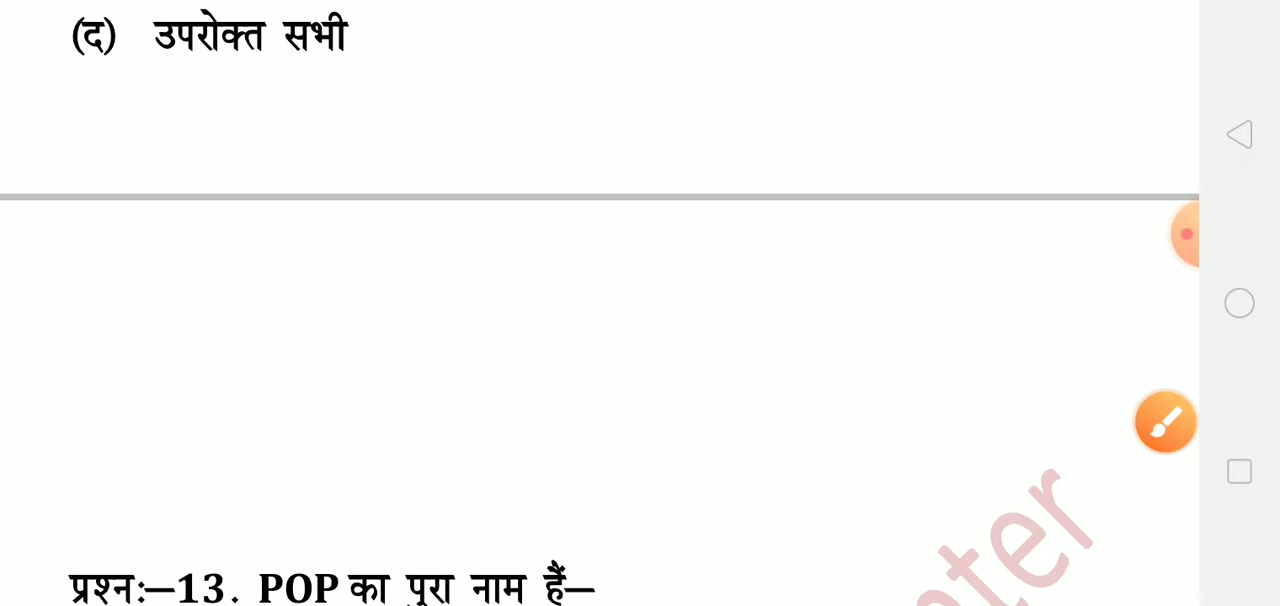 (द) उपरोक्त सभी
प्रश्नः—13. POP का पुरा नाम हैं—